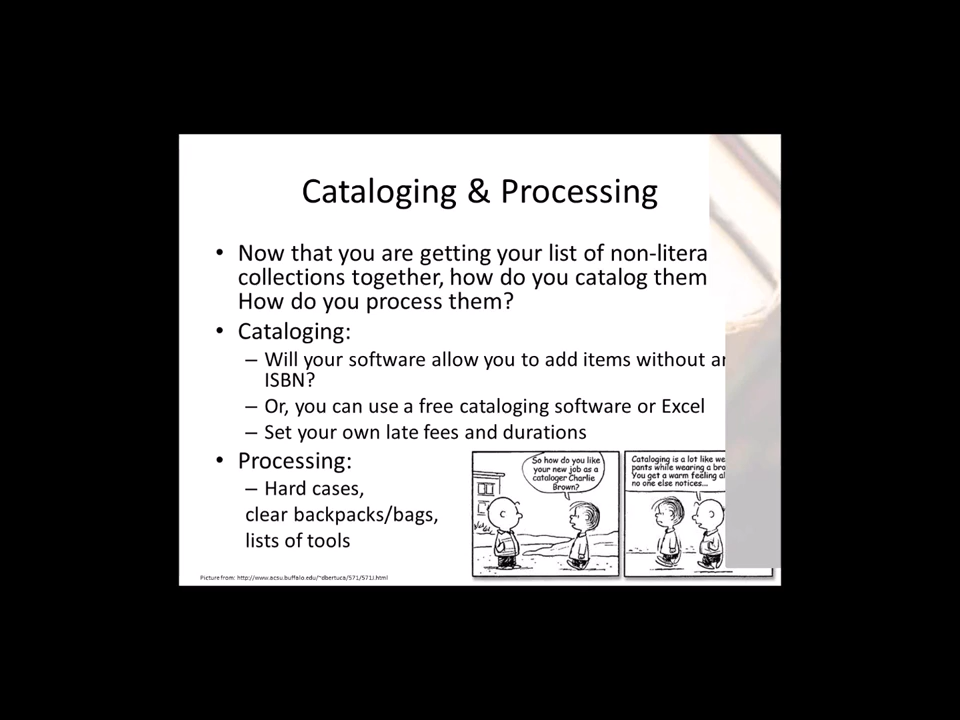 Cataloging & Processing
• Now that you are getting your list of non-litera
collections together, how do you catalog them
How do you process them?
• Cataloging:
– Will your software allow you to add items without an
ISBN?
– Or, you can use a free cataloging software or Excel
– Set your own late fees and durations
• Processing:
– Hard cases,
clear backpacks/bags,
lists of tools
So how do you like
your new job as a
cataloger Charlie
Brown?
Cataloging is a lot like we
pants while wearing a bro
You get a warm feeling a
no one else notices...
Picture from: http://www.acsu.buffalo.edu/~dbertuca/571/571J.html